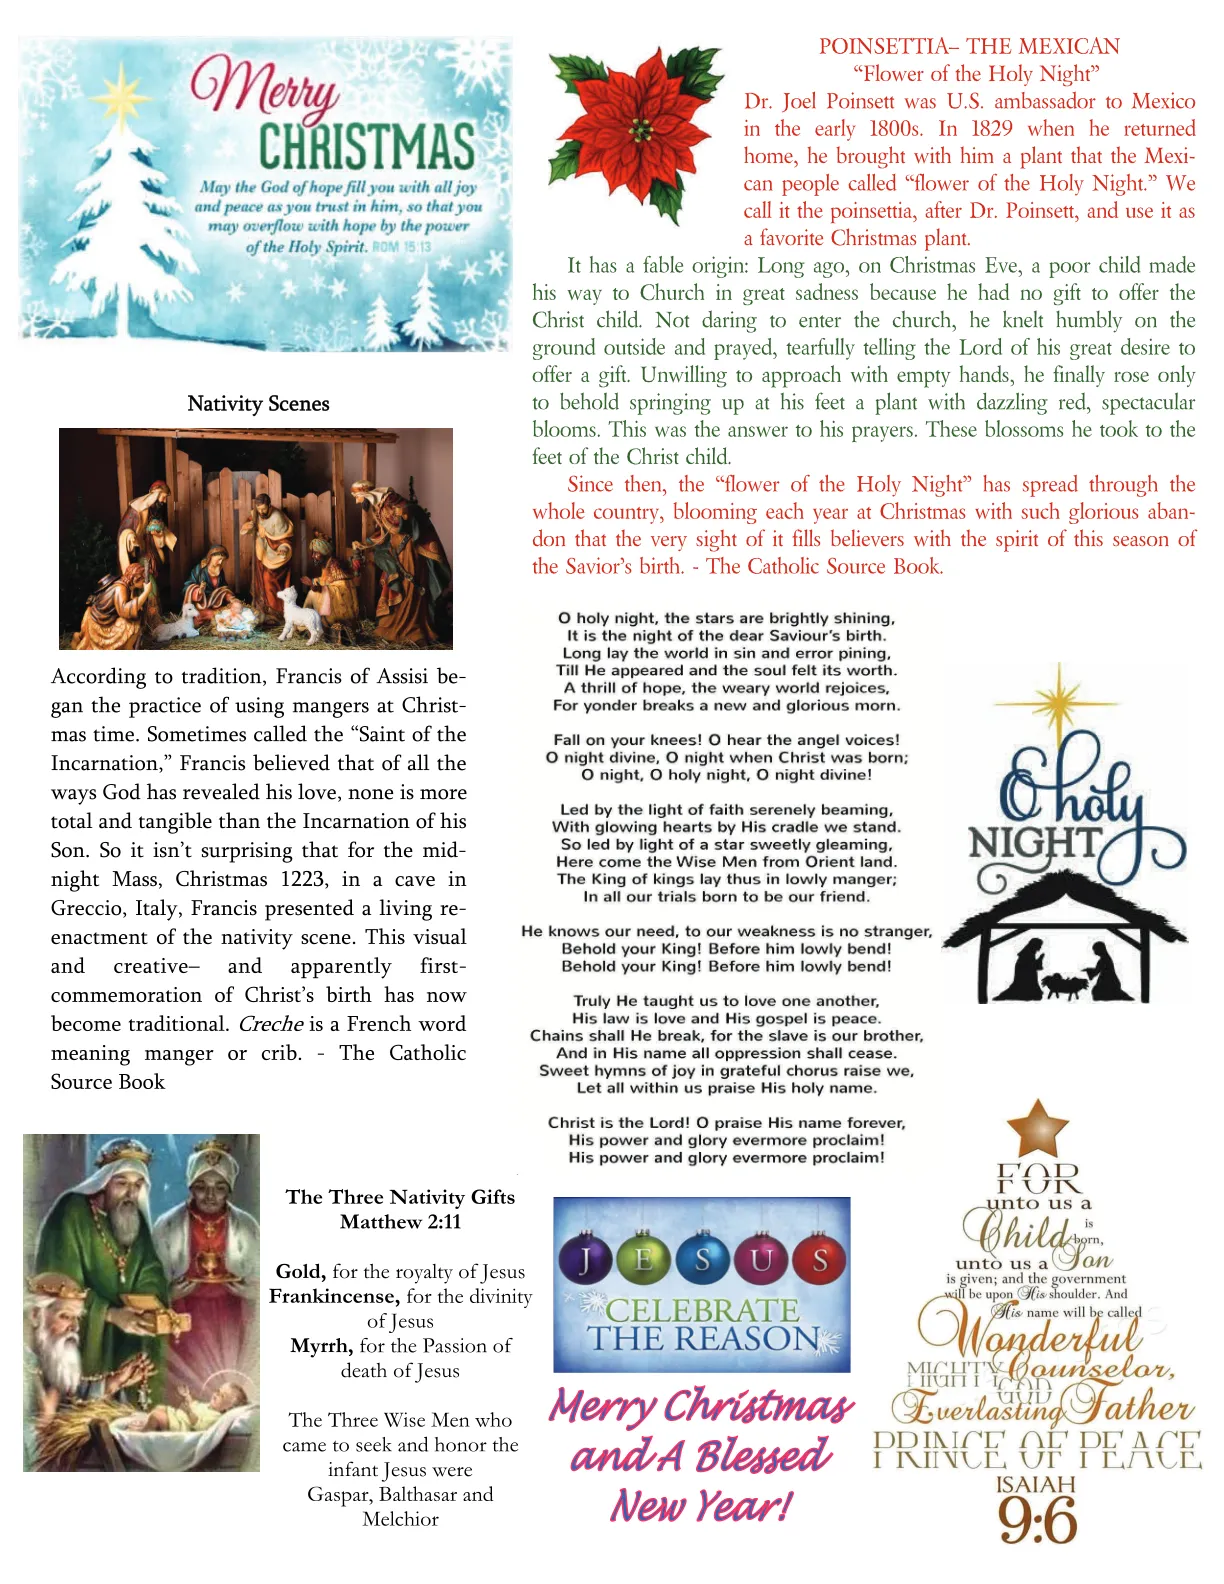 Merry
CHRISTMAS
May the God of hope fill you with all joy
and peace as you trust in him, so that you
may overflow with hope by the power
of the Holy Spirit. ROM 15:13
Nativity Scenes
According to tradition, Francis of Assisi be-
gan the practice of using mangers at Christ-
mas time. Sometimes called the “Saint of the
Incarnation,” Francis believed that of all the
ways God has revealed his love, none is more
total and tangible than the Incarnation of his
Son. So it isn’t surprising that for the mid-
night Mass, Christmas 1223, in a cave in
Greccio, Italy, Francis presented a living re-
enactment of the nativity scene. This visual
and creative– and apparently first-
commemoration of Christ’s birth has now
become traditional. Creche is a French word
meaning manger or crib. - The Catholic
Source Book
The Three Nativity Gifts
Matthew 2:11
Gold, for the royalty of Jesus
Frankincense, for the divinity
of Jesus
Myrrh, for the Passion of
death of Jesus
The Three Wise Men who
came to seek and honor the
infant Jesus were
Gaspar, Balthasar and
Melchior
POINSETTIA– THE MEXICAN
“Flower of the Holy Night”
Dr. Joel Poinsett was U.S. ambassador to Mexico
in the early 1800s. In 1829 when he returned
home, he brought with him a plant that the Mexi-
can people called “flower of the Holy Night.” We
call it the poinsettia, after Dr. Poinsett, and use it as
a favorite Christmas plant.
It has a fable origin: Long ago, on Christmas Eve, a poor child made
his way to Church in great sadness because he had no gift to offer the
Christ child. Not daring to enter the church, he knelt humbly on the
ground outside and prayed, tearfully telling the Lord of his great desire to
offer a gift. Unwilling to approach with empty hands, he finally rose only
to behold springing up at his feet a plant with dazzling red, spectacular
blooms. This was the answer to his prayers. These blossoms he took to the
feet of the Christ child.
Since then, the “flower of the Holy Night” has spread through the
whole country, blooming each year at Christmas with such glorious aban-
don that the very sight of it fills believers with the spirit of this season of
the Savior’s birth. - The Catholic Source Book.
O holy night, the stars are brightly shining,
It is the night of the dear Saviour’s birth.
Long lay the world in sin and error pining,
Till He appeared and the soul felt its worth.
A thrill of hope, the weary world rejoices,
For yonder breaks a new and glorious morn.
Fall on your knees! O hear the angel voices!
O night divine, O night when Christ was born;
O night, O holy night, O night divine!
Led by the light of faith serenely beaming,
With glowing hearts by His cradle we stand.
So led by light of a star sweetly gleaming,
Here come the Wise Men from Orient land.
The King of kings lay thus in lowly manger;
In all our trials born to be our friend.
He knows our need, to our weakness is no stranger,
Behold your King! Before him lowly bend!
Behold your King! Before him lowly bend!
Truly He taught us to love one another,
His law is love and His gospel is peace.
Chains shall He break, for the slave is our brother,
And in His name all oppression shall cease.
Sweet hymns of joy in grateful chorus raise we,
Let all within us praise His holy name.
Christ is the Lord! O praise His name forever,
His power and glory evermore proclaim!
His power and glory evermore proclaim!
O holy
NIGHT
JESUS
CELEBRATE
THE REASON
Merry Christmas
and A Blessed
New Year!
FOR
unto us a
Child is born,
unto us a Son
is given; and the government
will be upon His shoulder. And
His name will be called
Wonderful
Counselor,
MIGHTY GOD
Everlasting Father
PRINCE OF PEACE
ISAIAH
9:6